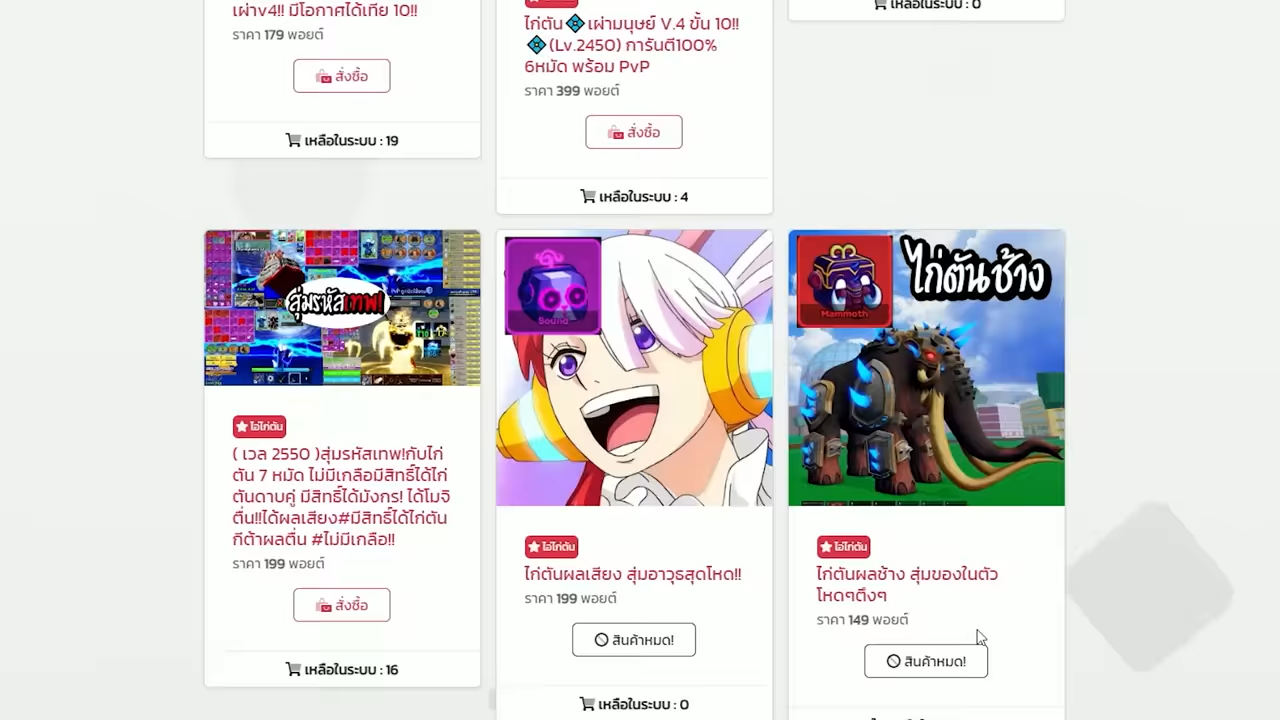 เผ่าv4!! มีโอกาศได้เทีย 10!!
ราคา 179 พอยต์
สั่งซื้อ
เหลือในระบบ : 19
ไก่ตัน💠เผ่ามนุษย์ V.4 ขั้น 10!!
💠(Lv.2450) การันตี100%
6หมัด พร้อม PvP
ราคา 399 พอยต์
สั่งซื้อ
เหลือในระบบ : 4
เหลือในระบบ : 0
สุ่มรหัสเทพ!
ไอไก่ตัน
( เวล 2550 )สุ่มรหัสเทพ!กับไก่
ตัน 7 หมัด ไม่มีเกลือมีสิทธิ์ได้ไก่
ตันดาบคู่ มีสิทธิ์ได้มังกร! ได้โมจิ
ตื่น!!ได้ผลเสียง#มีสิทธิ์ได้ไก่ตัน
กีต้าผลตื่น #ไม่มีเกลือ!!
ราคา 199 พอยต์
สั่งซื้อ
เหลือในระบบ : 16
Sound
ไอไก่ตัน
ไก่ตันผลเสียง สุ่มอาวุธสุดโหด!!
ราคา 199 พอยต์
สินค้าหมด!
เหลือในระบบ : 0
ไก่ตันช้าง
Mammoth
ไอไก่ตัน
ไก่ตันผลช้าง สุ่มของในตัว
โหดๆตึงๆ
ราคา 149 พอยต์
สินค้าหมด!